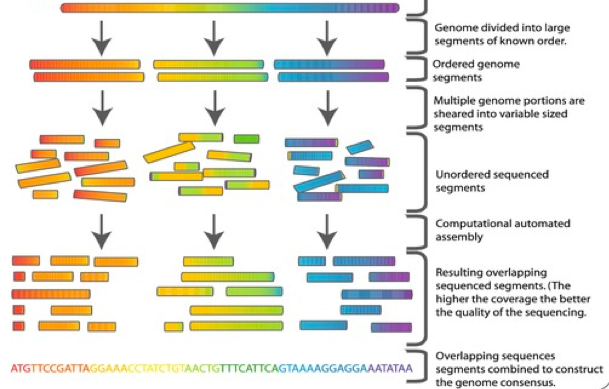 Genome divided into large
segments of known order.
Ordered genome
segments
Multiple genome portions are
sheared into variable sized
segments
Unordered sequenced
segments
Computational automated
assembly
Resulting overlapping
sequenced segments. (The
higher the coverage the better
the quality of the sequencing.
Overlapping sequences
segments combined to construct
the genome consensus.
ATGTTCCGATTAGGAAACCTATCTGTAACTGTTTCATTCAGTAAAAGGAGGAAATATAA